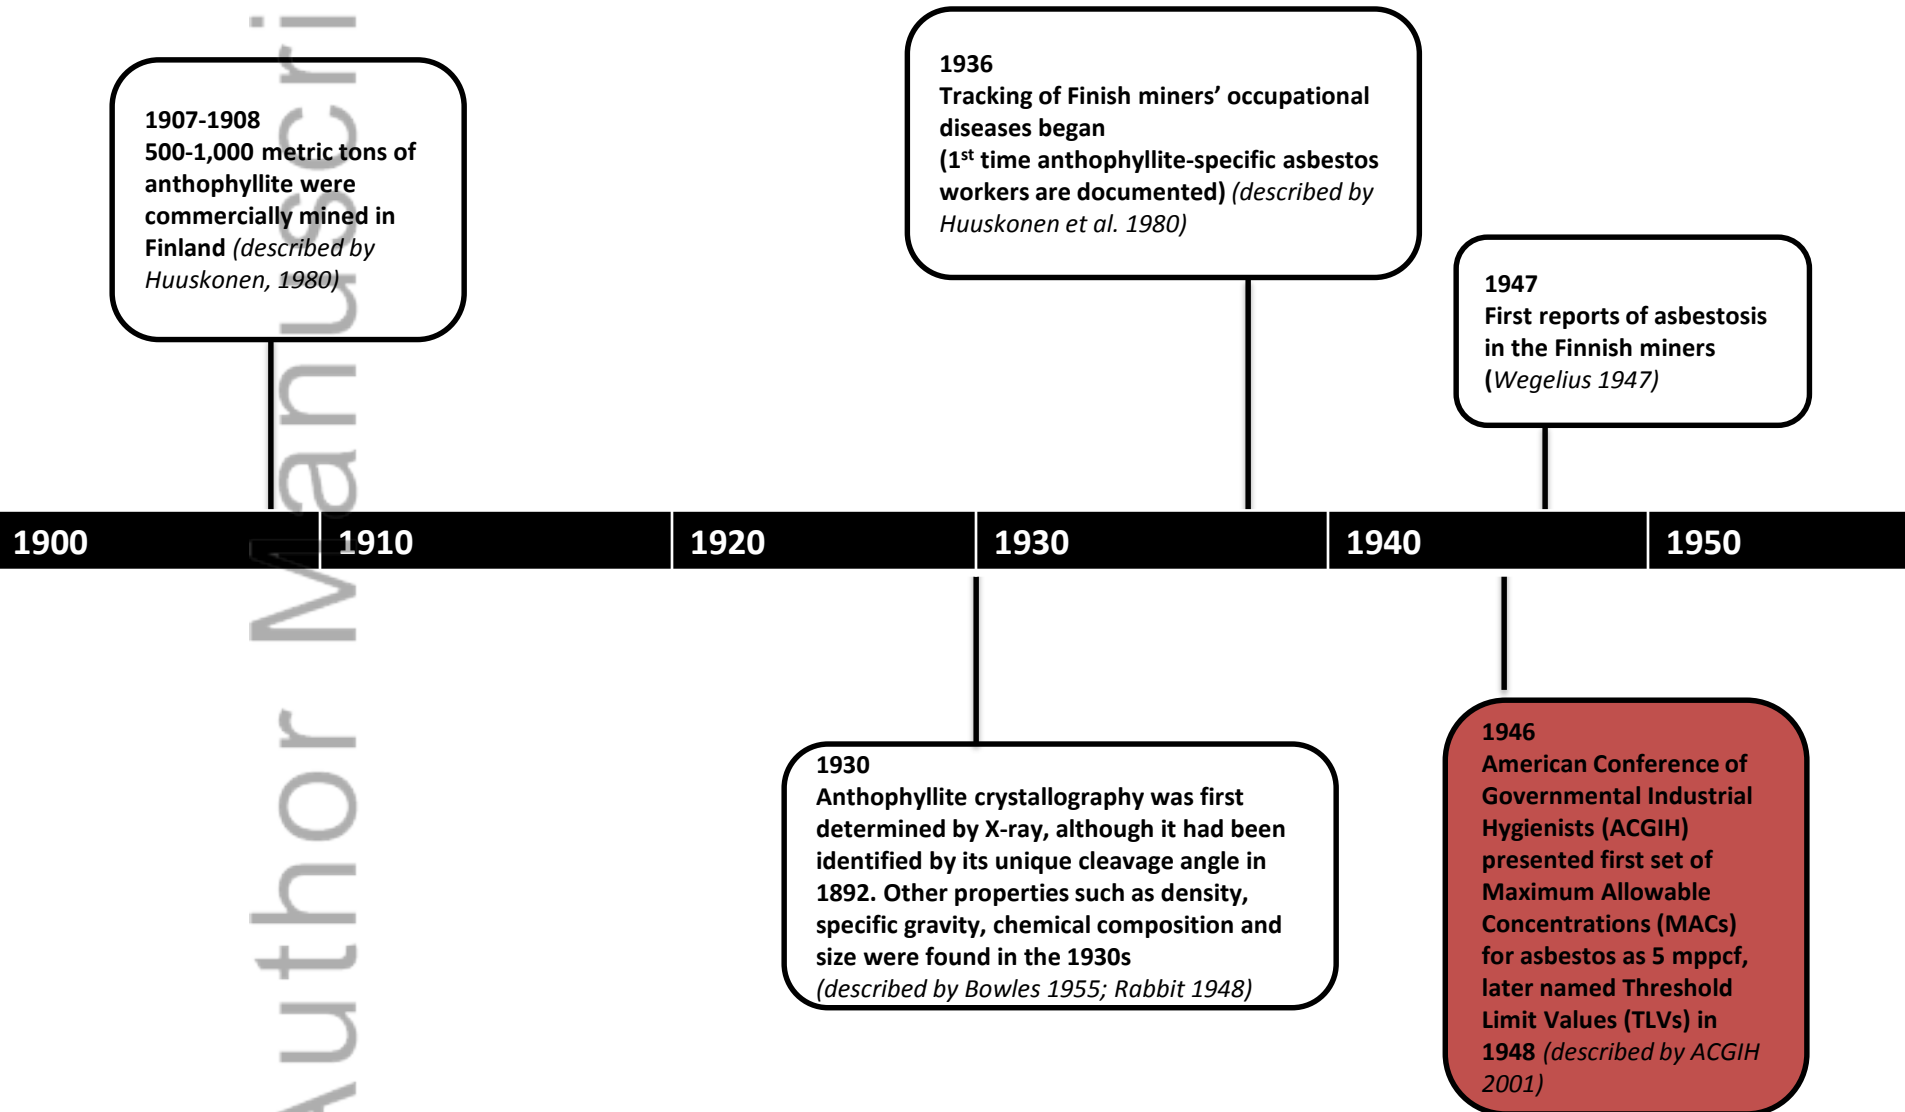 1907-1908
500-1,000 metric tons of
anthophyllite were
commercially mined in
Finland (described by
Huuskonen, 1980)
1936
Tracking of Finish miners’ occupational
diseases began
(1st time anthophyllite-specific asbestos
workers are documented) (described by
Huuskonen et al. 1980)
1947
First reports of asbestosis
in the Finnish miners
(Wegelius 1947)
1900 1910 1920 1930 1940 1950
1930
Anthophyllite crystallography was first
determined by X-ray, although it had been
identified by its unique cleavage angle in
1892. Other properties such as density,
specific gravity, chemical composition and
size were found in the 1930s
(described by Bowles 1955; Rabbit 1948)
1946
American Conference of
Governmental Industrial
Hygienists (ACGIH)
presented first set of
Maximum Allowable
Concentrations (MACs)
for asbestos as 5 mppcf,
later named Threshold
Limit Values (TLVs) in
1948 (described by ACGIH
2001)
Author Manuscri